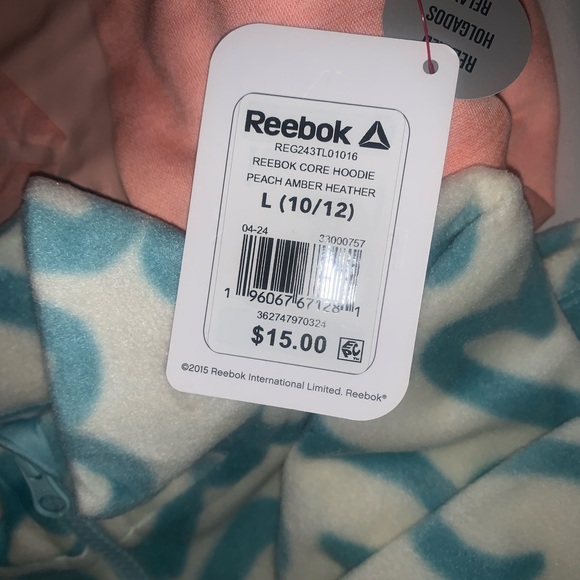 HOLGADOS
Reebok
REG243TL01016
REEBOK CORE HOODIE
PEACH AMBER HEATHER
L (10/12)
04-24 33000757
1 96067 67128 1
362747970324
$15.00
EPC™
©2015 Reebok International Limited. Reebok®